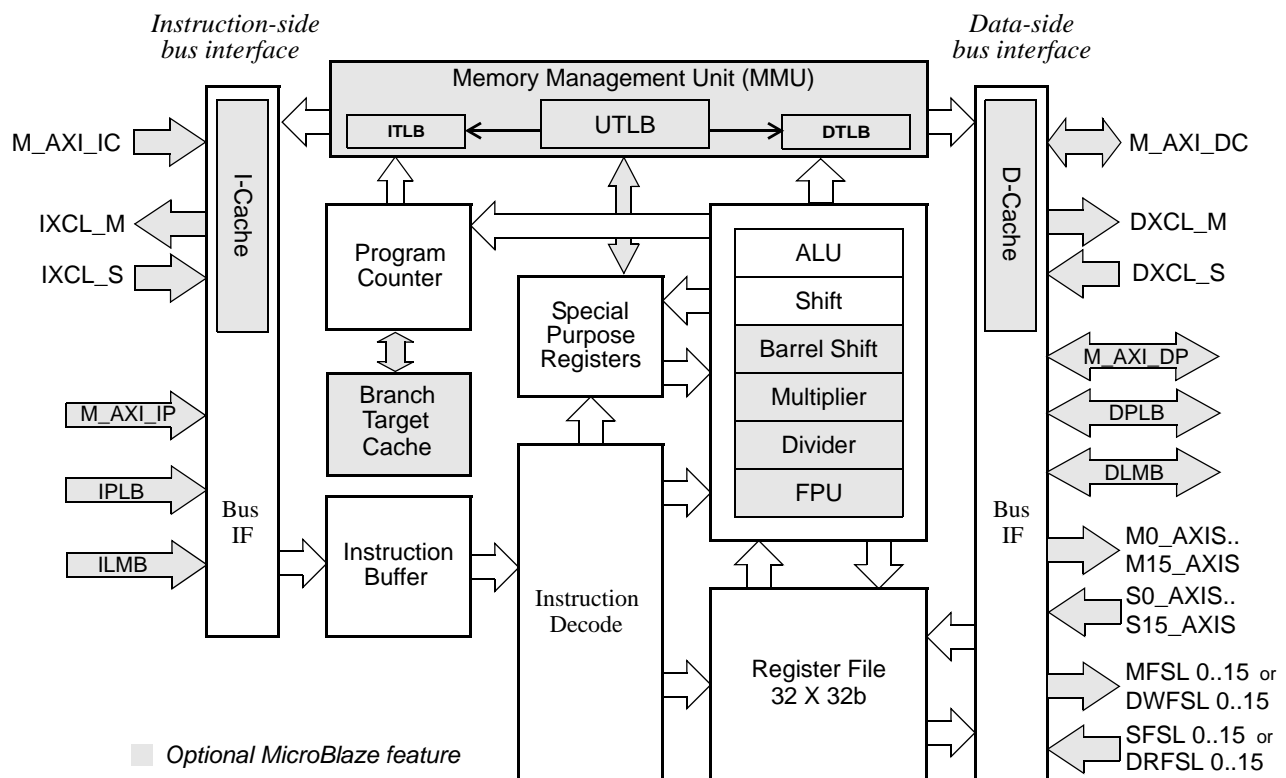 Instruction-side
bus interface
Data-side
bus interface
Memory Management Unit (MMU)
ITLB
UTLB
DTLB
M_AXI_IC
IXCL_M
IXCL_S
I-Cache
M_AXI_IP
IPLB
ILMB
Bus
IF
Program
Counter
Branch
Target
Cache
Special
Purpose
Registers
ALU
Shift
Barrel Shift
Multiplier
Divider
FPU
Instruction
Buffer
Instruction
Decode
Register File
32 X 32b
D-Cache
Bus
IF
M_AXI_DC
DXCL_M
DXCL_S
M_AXI_DP
DPLB
DLMB
M0_AXIS..
M15_AXIS
S0_AXIS..
S15_AXIS
MFSL 0..15 or
DWFSL 0..15
SFSL 0..15 or
DRFSL 0..15
Optional MicroBlaze feature